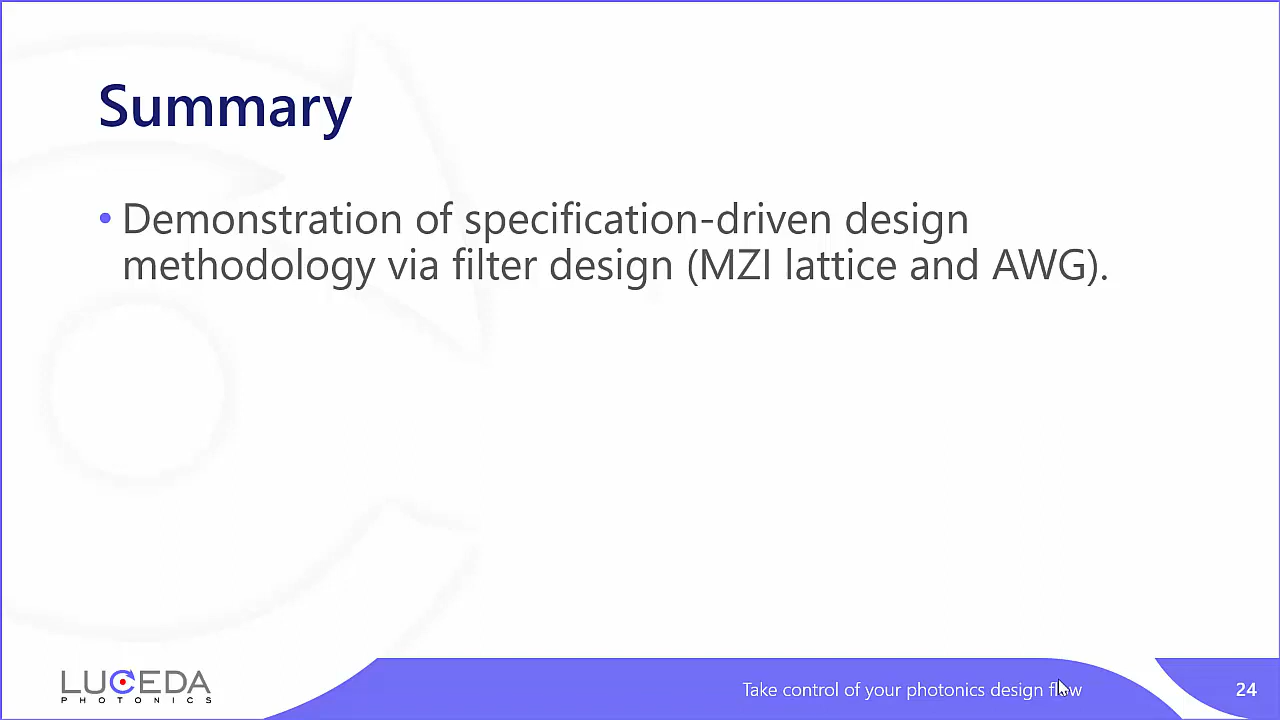 Summary
• Demonstration of specification-driven design
methodology via filter design (MZI lattice and AWG).
LUCEDA
PHOTONICS
Take control of your photonics design flow
24